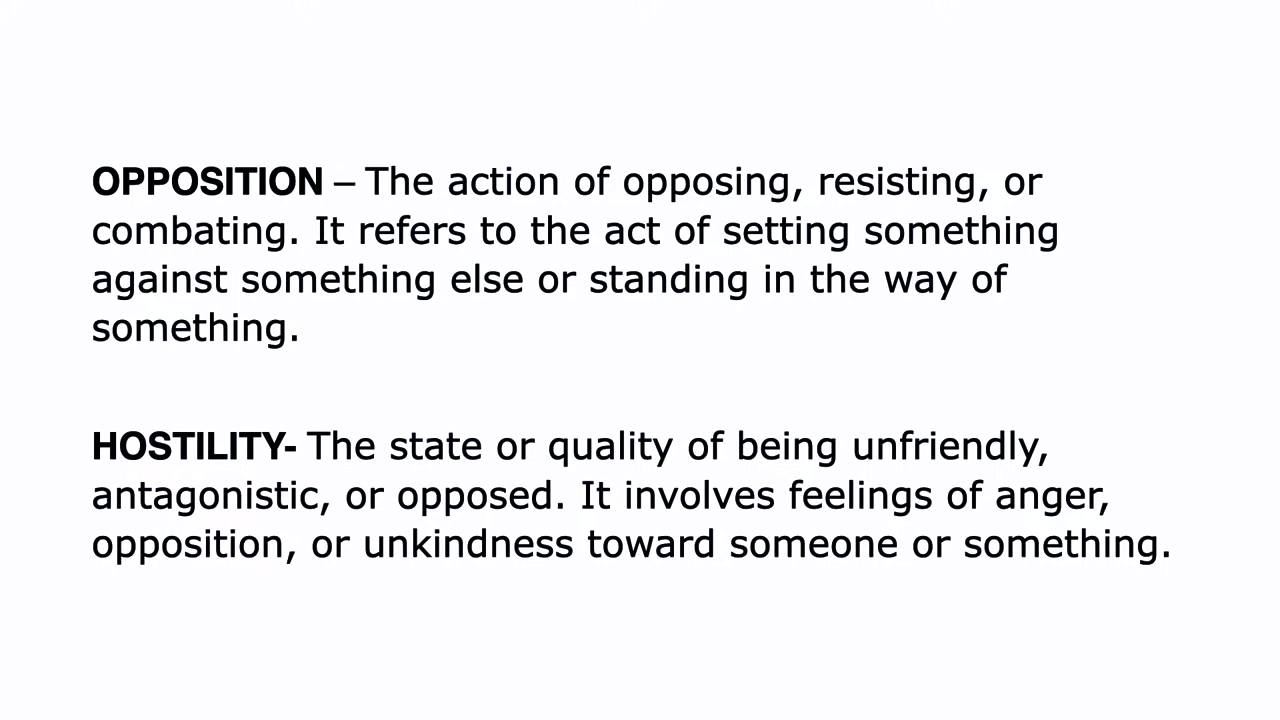 OPPOSITION – The action of opposing, resisting, or
combating. It refers to the act of setting something
against something else or standing in the way of
something.
HOSTILITY- The state or quality of being unfriendly,
antagonistic, or opposed. It involves feelings of anger,
opposition, or unkindness toward someone or something.